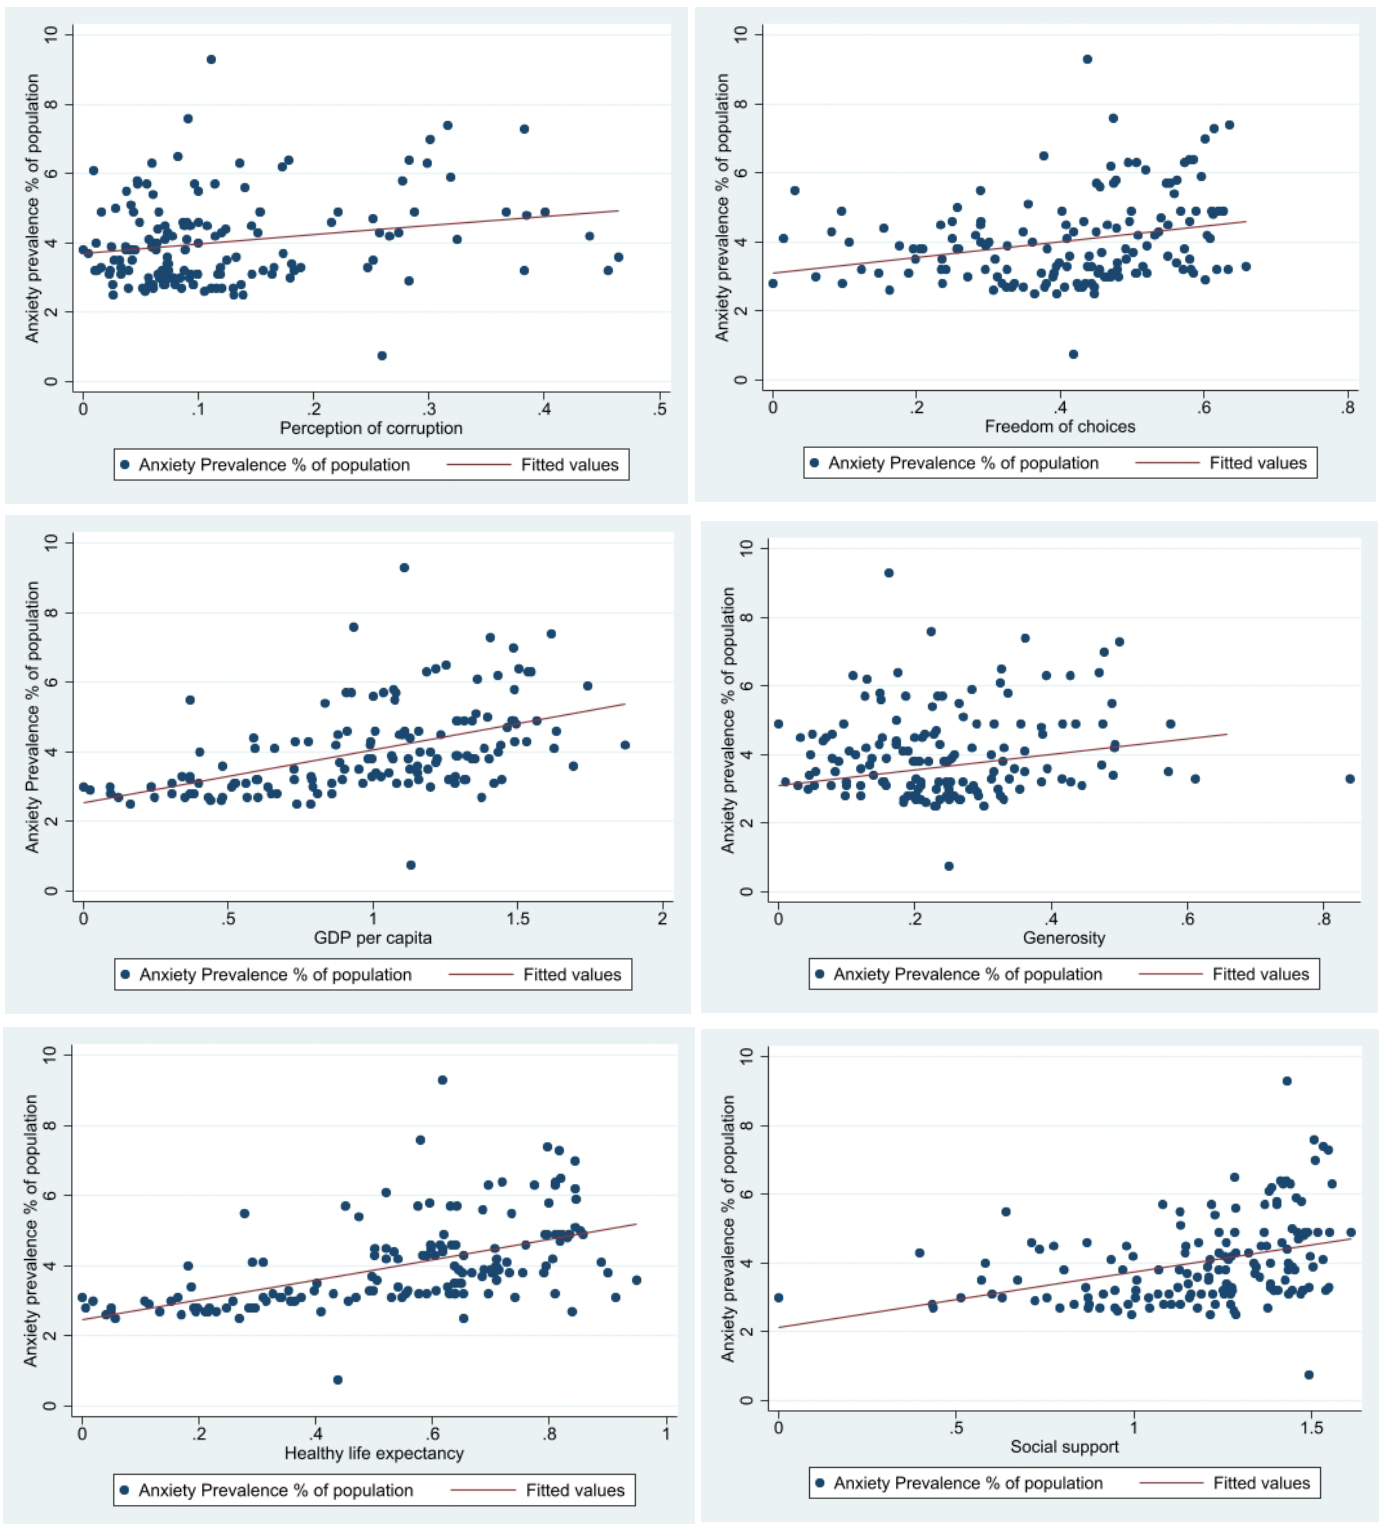 Anxiety prevalence % of population
10
8
6
4
2
0
0 .1 .2 .3 .4 .5
Perception of corruption
Anxiety Prevalence % of population Fitted values
Anxiety prevalence % of population
10
8
6
4
2
0
0 .2 .4 .6 .8
Freedom of choices
Anxiety Prevalence % of population Fitted values
Anxiety Prevalence % of population
10
8
6
4
2
0
0 .5 1 1.5 2
GDP per capita
Anxiety Prevalence % of population Fitted values
Anxiety prevalence % of population
10
8
6
4
2
0
0 .2 .4 .6 .8
Generosity
Anxiety Prevalence % of population Fitted values
Anxiety prevalence % of population
10
8
6
4
2
0
0 .2 .4 .6 .8 1
Healthy life expectancy
Anxiety Prevalence % of population Fitted values
Anxiety prevalence % of population
10
8
6
4
2
0
0 .5 1 1.5
Social support
Anxiety Prevalence % of population Fitted values